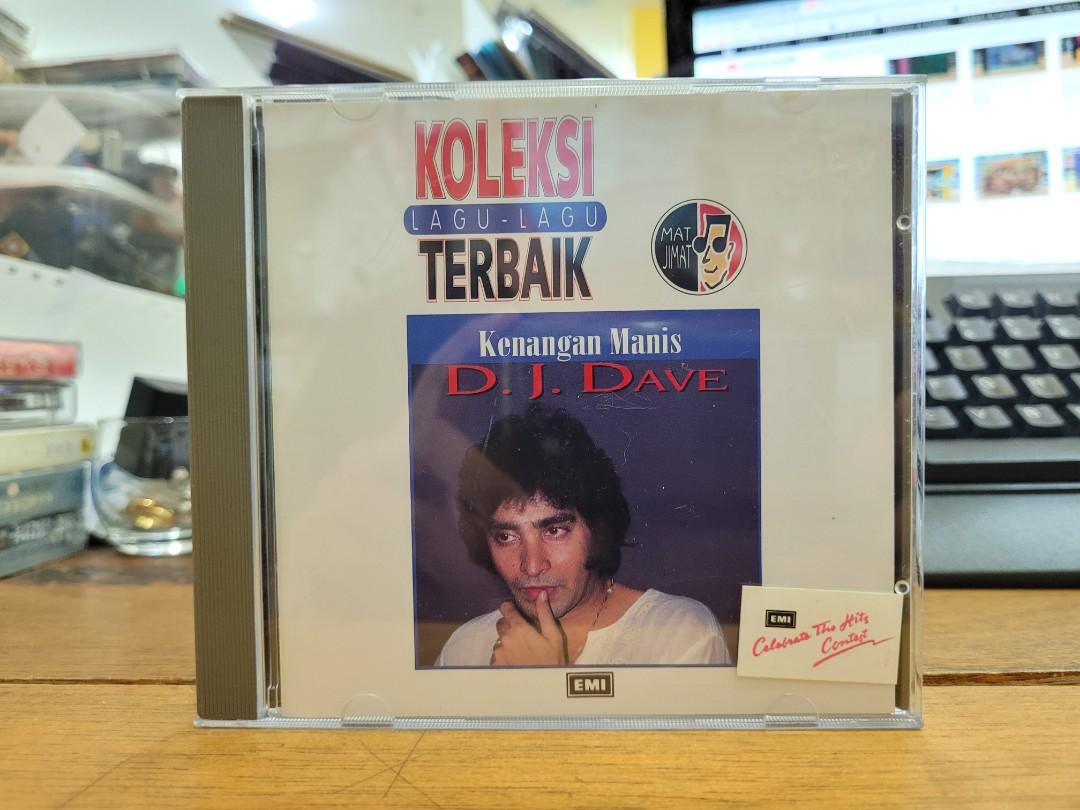 KOLEKSI
LAGU-LAGU
TERBAIK
MAT
JIMAT
Kenangan Manis
D. J. DAVE
EMI
Celebrate The Hits
Contest
EMI